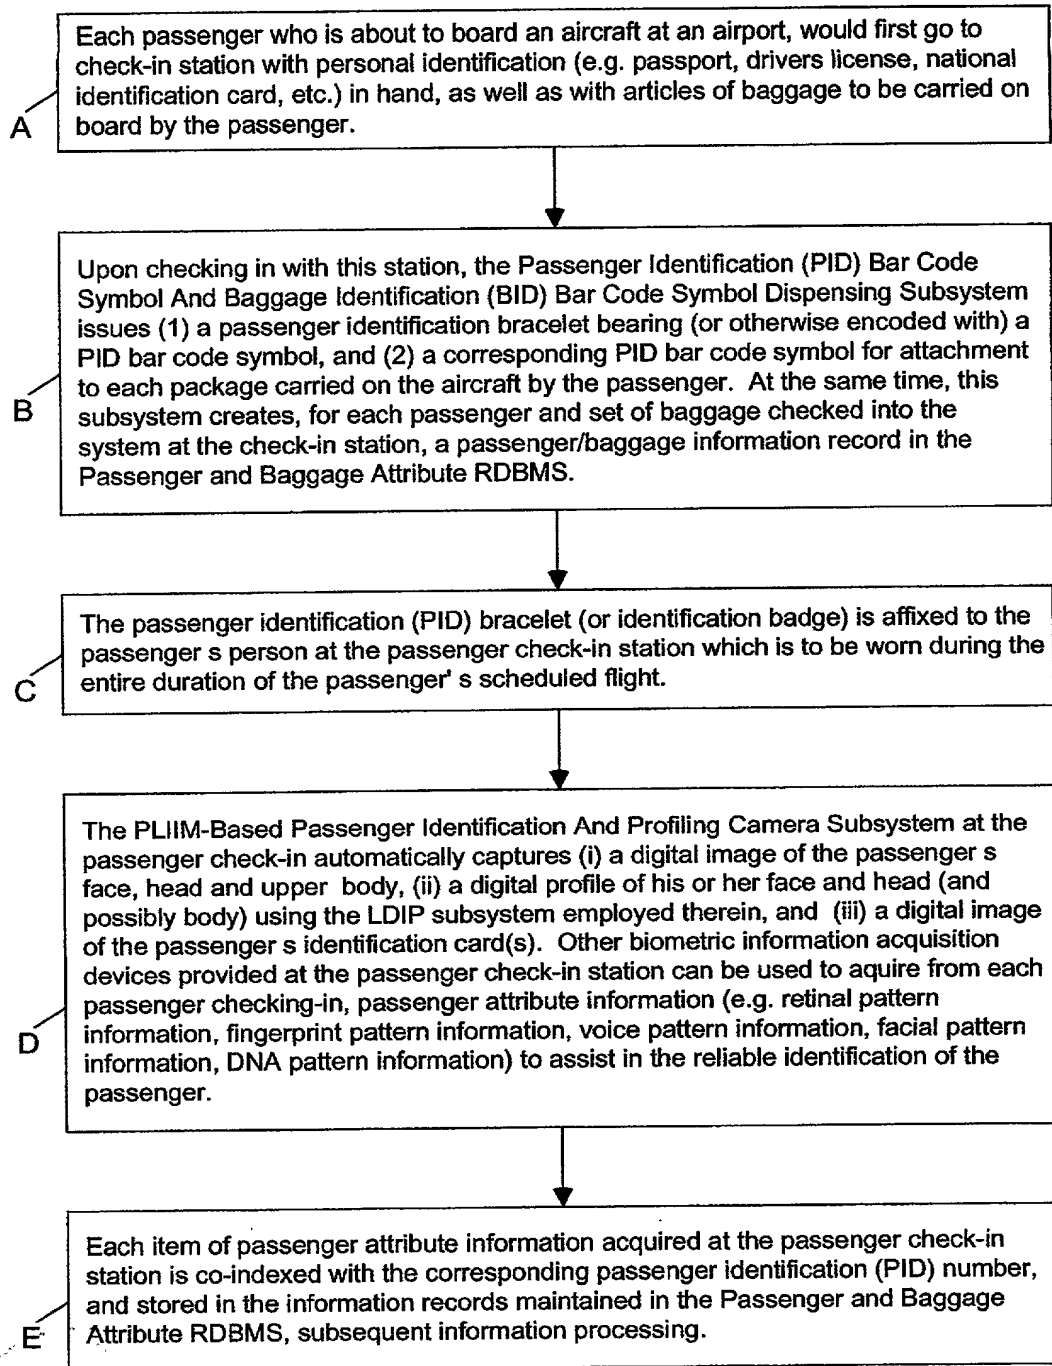 Each passenger who is about to board an aircraft at an airport, would first go to
check-in station with personal identification (e.g. passport, drivers license, national
identification card, etc.) in hand, as well as with articles of baggage to be carried on
board by the passenger.
A
Upon checking in with this station, the Passenger Identification (PID) Bar Code
Symbol And Baggage Identification (BID) Bar Code Symbol Dispensing Subsystem
issues (1) a passenger identification bracelet bearing (or otherwise encoded with) a
PID bar code symbol, and (2) a corresponding PID bar code symbol for attachment
to each package carried on the aircraft by the passenger. At the same time, this
subsystem creates, for each passenger and set of baggage checked into the
system at the check-in station, a passenger/baggage information record in the
Passenger and Baggage Attribute RDBMS.
B
The passenger identification (PID) bracelet (or identification badge) is affixed to the
passenger s person at the passenger check-in station which is to be worn during the
entire duration of the passenger' s scheduled flight.
C
The PLIIM-Based Passenger Identification And Profiling Camera Subsystem at the
passenger check-in automatically captures (i) a digital image of the passenger s
face, head and upper body, (ii) a digital profile of his or her face and head (and
possibly body) using the LDIP subsystem employed therein, and (iii) a digital image
of the passenger s identification card(s). Other biometric information acquisition
devices provided at the passenger check-in station can be used to aquire from each
passenger checking-in, passenger attribute information (e.g. retinal pattern
information, fingerprint pattern information, voice pattern information, facial pattern
information, DNA pattern information) to assist in the reliable identification of the
passenger.
D
Each item of passenger attribute information acquired at the passenger check-in
station is co-indexed with the corresponding passenger identification (PID) number,
and stored in the information records maintained in the Passenger and Baggage
Attribute RDBMS, subsequent information processing.
E